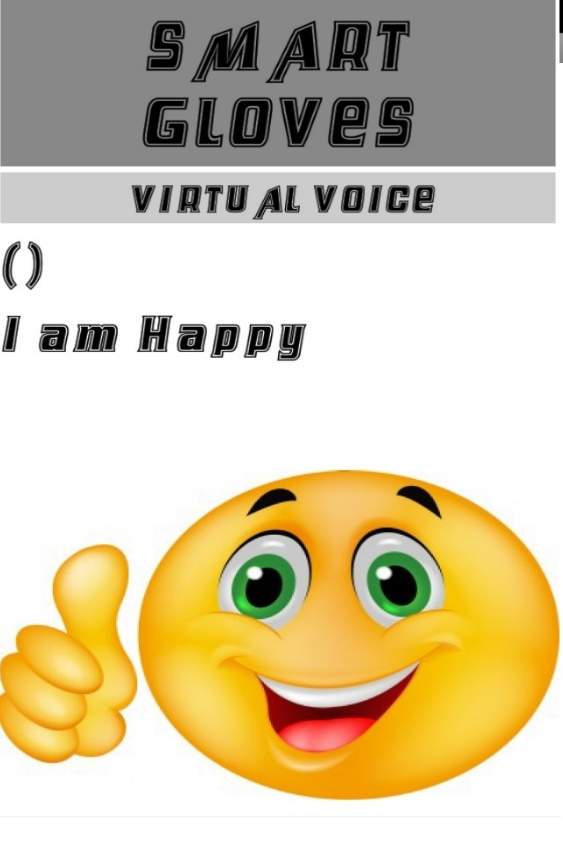 SMART
GLOVES
VIRTUAL VOICE
()
I am Happy